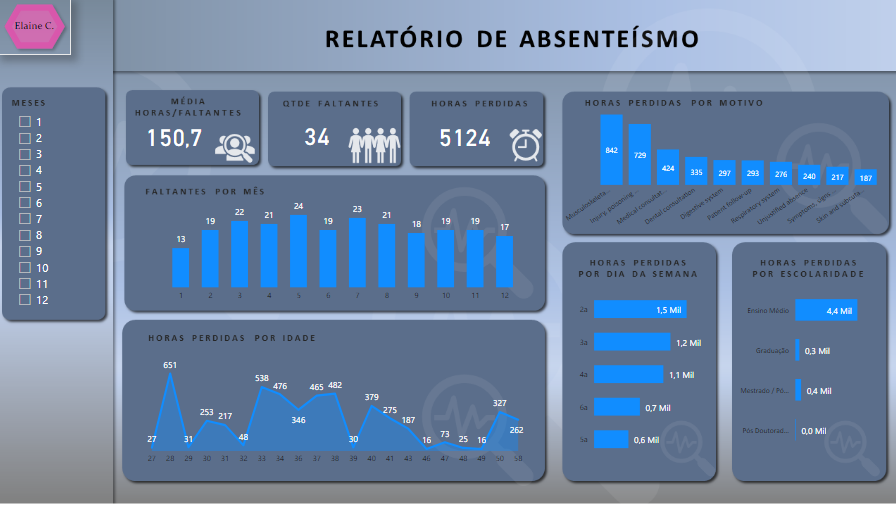 Elaine C.
RELATÓRIO DE ABSENTEÍSMO
MESES
1
2
3
4
5
6
7
8
9
10
11
12
MÉDIA
HORAS/FALTANTES
150,7
QTDE FALTANTES
34
HORAS PERDIDAS
5124
FALTANTES POR MÊS
13 19 22 21 24 19 23 21 18 19 19 17
1 2 3 4 5 6 7 8 9 10 11 12
HORAS PERDIDAS POR IDADE
27 651 31 253 217 48 538 476 346 465 482 30 379 275 187 16 73 25 16 327 262
27 28 29 30 31 32 33 34 36 37 38 39 40 41 43 46 47 48 49 50 58
HORAS PERDIDAS POR MOTIVO
842 729 424 335 297 293 276 240 217 187
Injury, poisoning...
Medical consultat...
Dental consultation
Digestive system
Patient follow-up
Respiratory system
Unjustified absence
Symptoms, signs...
Skin and subcuta...
HORAS PERDIDAS
POR DIA DA SEMANA
2a 1,5 Mil
3a 1,2 Mil
4a 1,1 Mil
6a 0,7 Mil
5a 0,6 Mil
HORAS PERDIDAS
POR ESCOLARIDADE
Ensino Médio 4,4 Mil
Graduação 0,3 Mil
Mestrado / Pó... 0,4 Mil
Pós Doutorad... 0,0 Mil